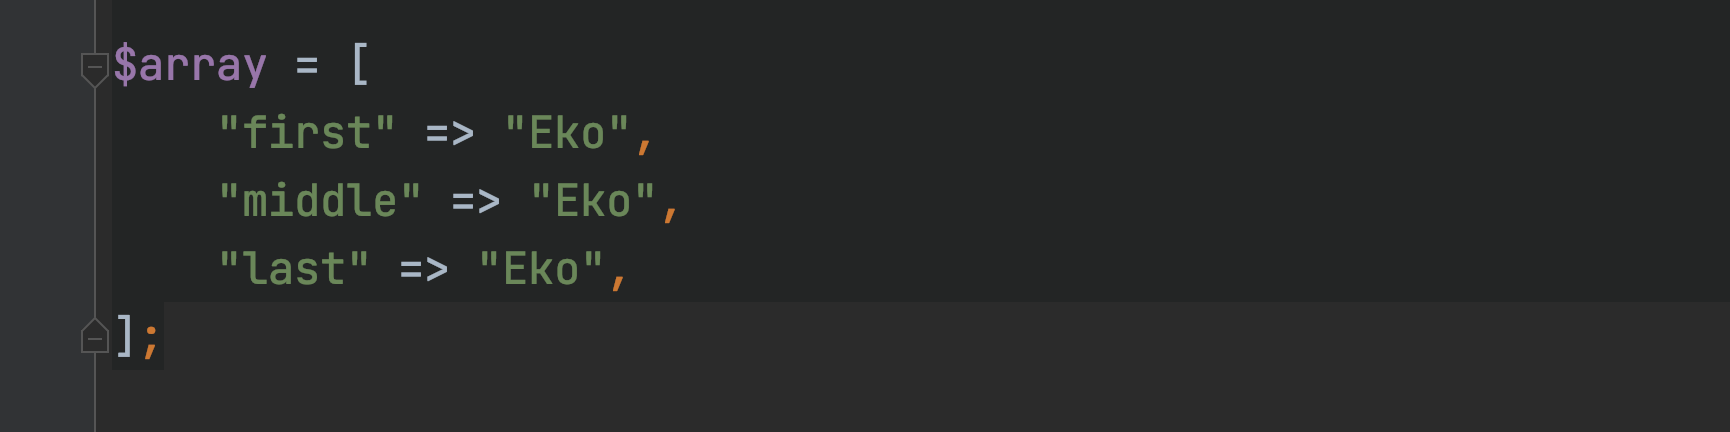 $array = [
    "first" => "Eko",
    "middle" => "Eko",
    "last" => "Eko",
];